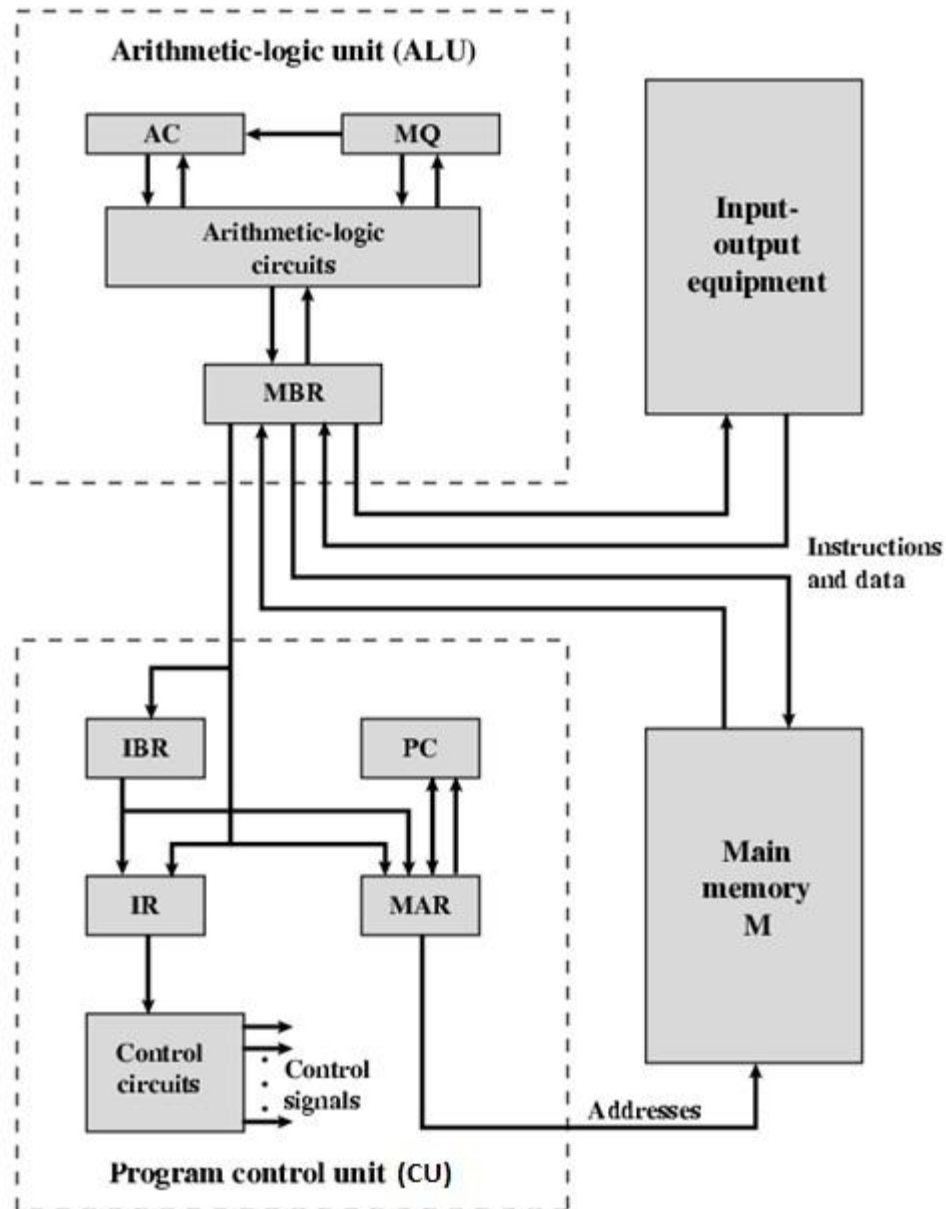 Arithmetic-logic unit (ALU)
AC
MQ
Arithmetic-logic
circuits
MBR
Input-
output
equipment
Instructions
and data
IBR
PC
IR
MAR
Main
memory
M
Control
circuits
Control
signals
Addresses
Program control unit (CU)